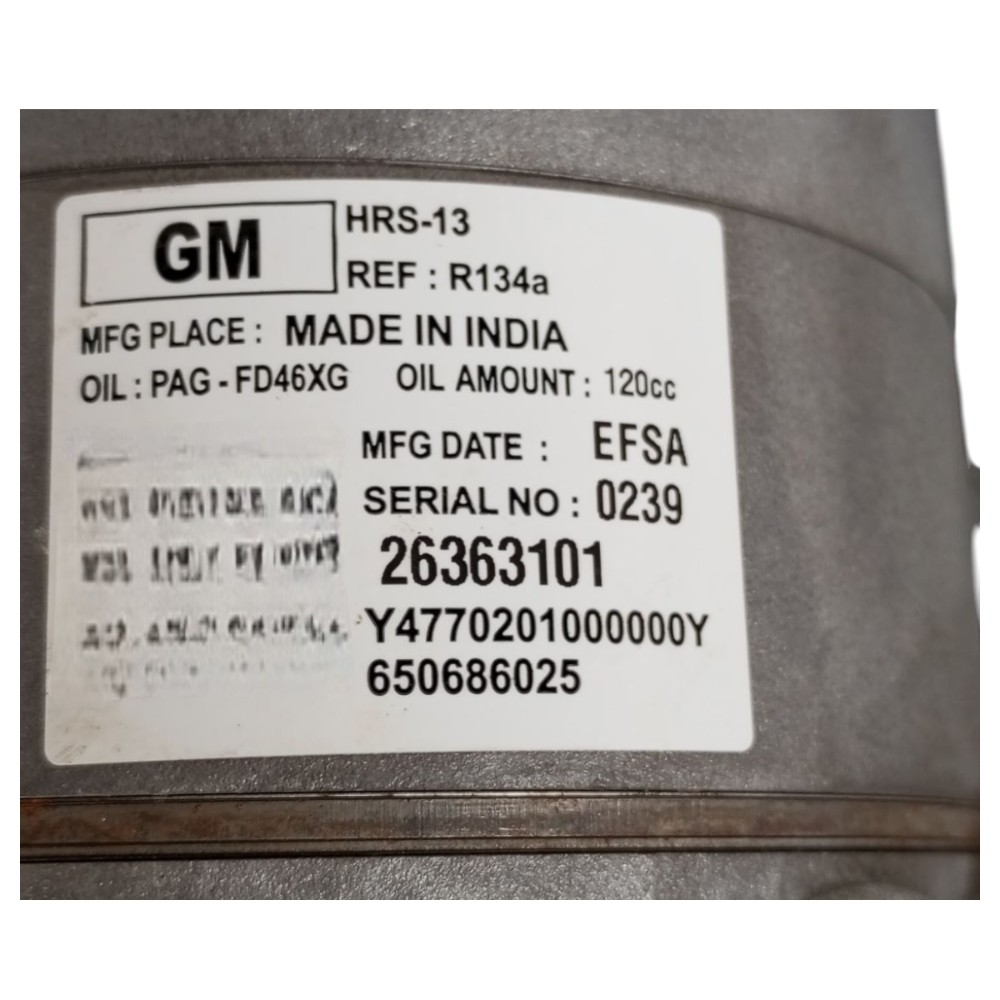 GM
HRS-13
REF : R134a
MFG PLACE : MADE IN INDIA
OIL : PAG - FD46XG OIL AMOUNT : 120cc
MFG DATE : EFSA
SERIAL NO : 0239
26363101
Y4770201000000Y
650686025